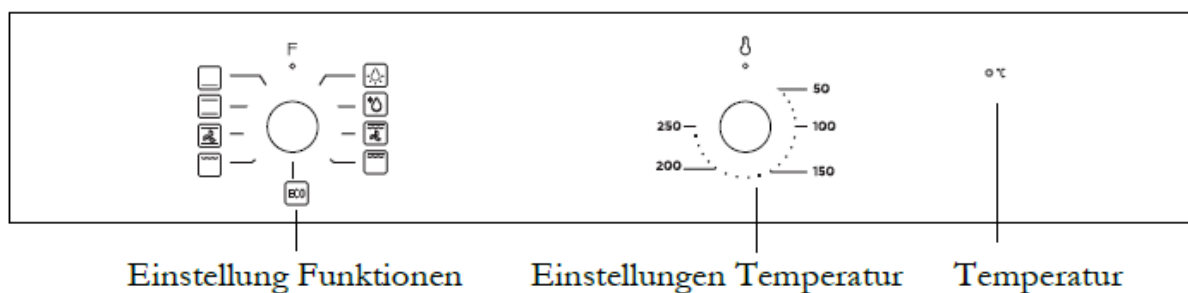 F
°C
50
250 100
200 150
ECO
Einstellung Funktionen Einstellungen Temperatur Temperatur